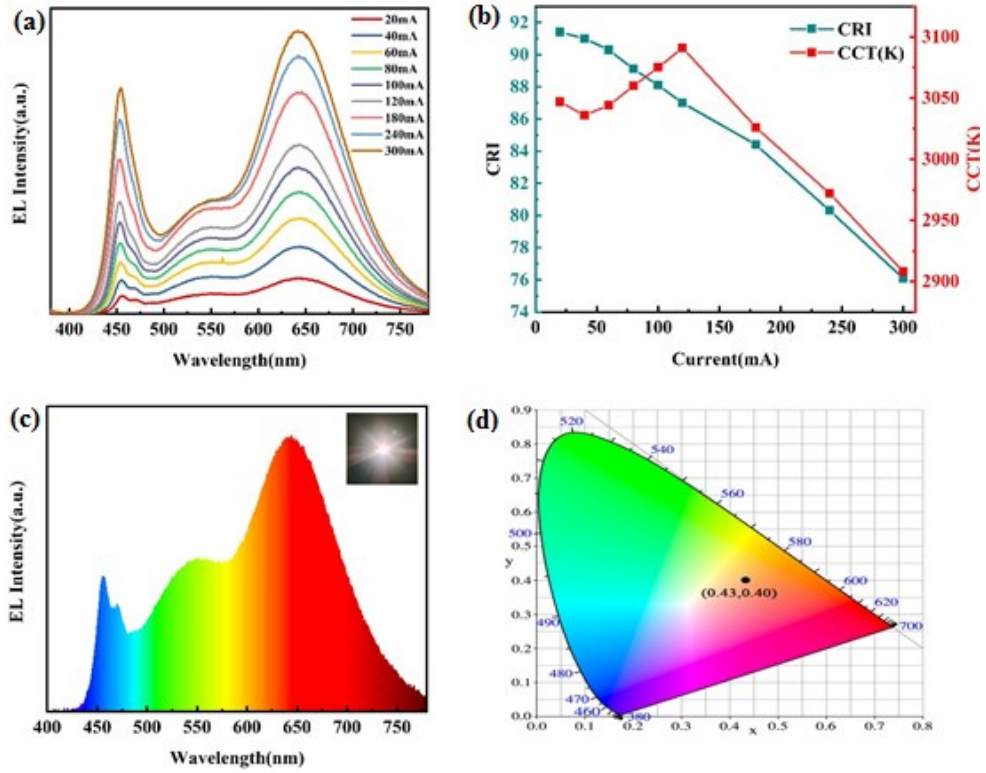 (a)
20mA
40mA
60mA
80mA
100mA
120mA
180mA
240mA
300mA
EL Intensity(a.u.)
400 450 500 550 600 650 700 750
Wavelength(nm)
(b)
CRI
CCT(K)
92
90
88
86
84
82
80
78
76
74
CRI
3100
3050
3000
2950
2900
CCT(K)
0 50 100 150 200 250 300
Current(mA)
(c)
EL Intensity(a.u.)
400 450 500 550 600 650 700 750
Wavelength(nm)
(d)
0.9
0.8
0.7
0.6
0.5
y
0.4
0.3
0.2
0.1
0.0
520
540
560
580
600
620
700
500
490
480
470
460
380
(0.43,0.40)
0.0 0.1 0.2 0.3 0.4 0.5 0.6 0.7 0.8
x